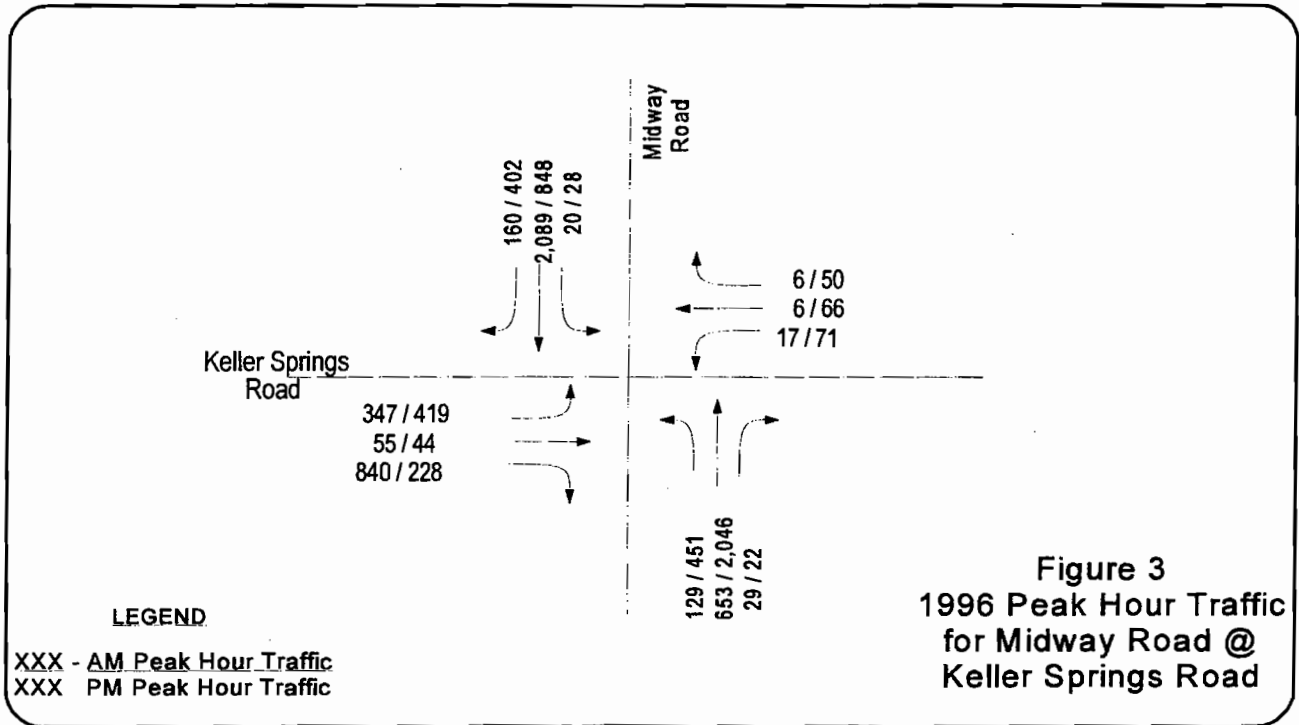 Midway
Road
160 / 402
2,089 / 848
20 / 28
6 / 50
6 / 66
17 / 71
Keller Springs
Road
347 / 419
55 / 44
840 / 228
129 / 451
653 / 2,046
29 / 22
LEGEND
XXX - AM Peak Hour Traffic
XXX PM Peak Hour Traffic
Figure 3
1996 Peak Hour Traffic
for Midway Road @
Keller Springs Road